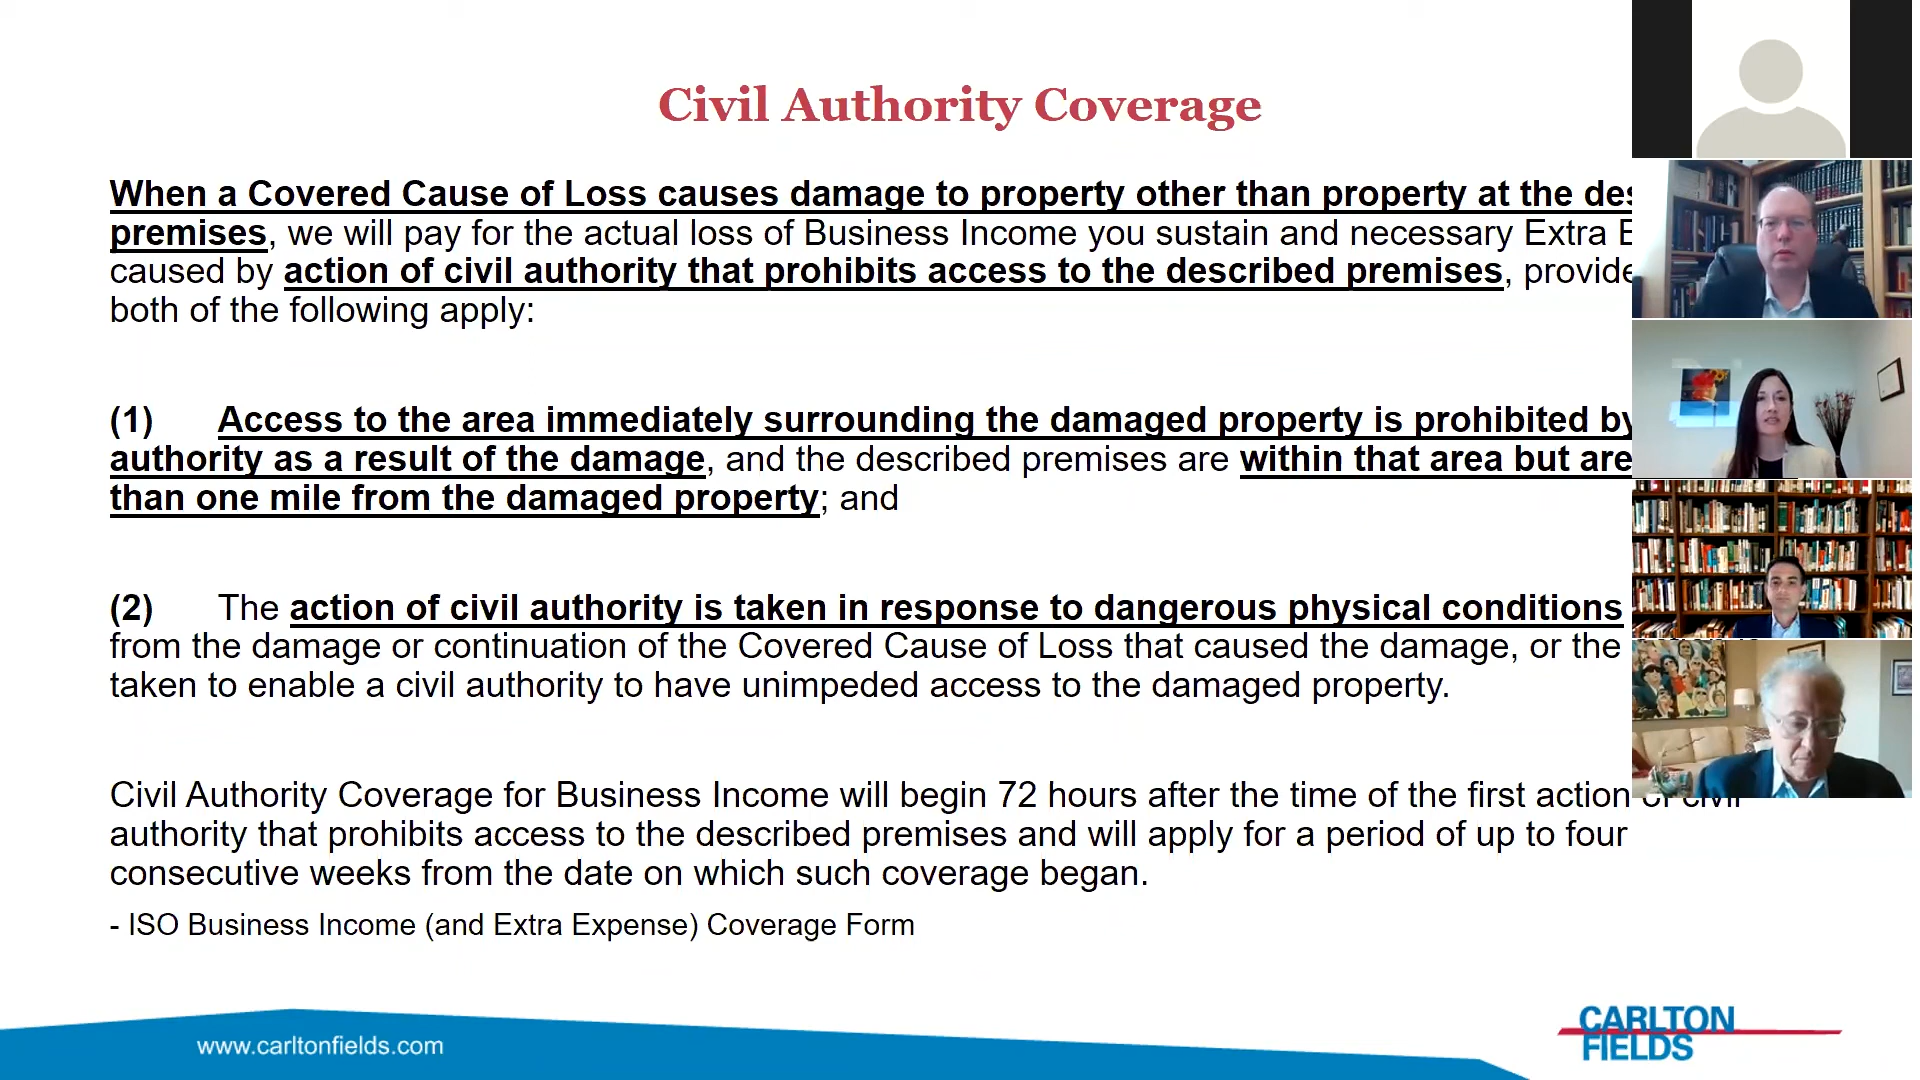 Civil Authority Coverage
When a Covered Cause of Loss causes damage to property other than property at the
premises, we will pay for the actual loss of Business Income you sustain and necessary Extra
caused by action of civil authority that prohibits access to the described premises,
both of the following apply:
(1) Access to the area immediately surrounding the damaged property is prohibited by
authority as a result of the damage, and the described premises are within that area but are
than one mile from the damaged property; and
(2) The action of civil authority is taken in response to dangerous physical conditions
from the damage or continuation of the Covered Cause of Loss that caused the damage, or the
taken to enable a civil authority to have unimpeded access to the damaged property.
Civil Authority Coverage for Business Income will begin 72 hours after the time of the first action of civil
authority that prohibits access to the described premises and will apply for a period of up to four
consecutive weeks from the date on which such coverage began.
- ISO Business Income (and Extra Expense) Coverage Form
www.carltonfields.com
CARLTON
FIELDS